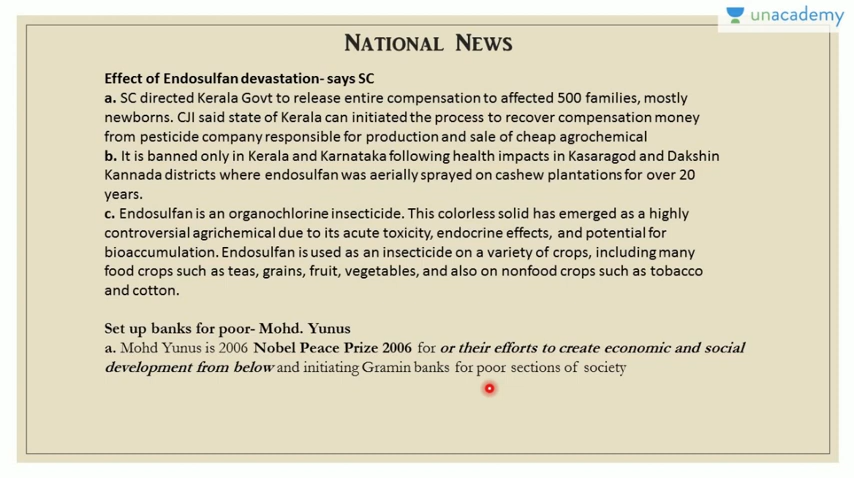 unacademy
National News
Effect of Endosulfan devastation- says SC
a. SC directed Kerala Govt to release entire compensation to affected 500 families, mostly
newborns. CJI said state of Kerala can initiated the process to recover compensation money
from pesticide company responsible for production and sale of cheap agrochemical
b. It is banned only in Kerala and Karnataka following health impacts in Kasaragod and Dakshin
Kannada districts where endosulfan was aerially sprayed on cashew plantations for over 20
years.
c. Endosulfan is an organochlorine insecticide. This colorless solid has emerged as a highly
controversial agrichemical due to its acute toxicity, endocrine effects, and potential for
bioaccumulation. Endosulfan is used as an insecticide on a variety of crops, including many
food crops such as teas, grains, fruit, vegetables, and also on nonfood crops such as tobacco
and cotton.
Set up banks for poor- Mohd. Yunus
a. Mohd Yunus is 2006 Nobel Peace Prize 2006 for or their efforts to create economic and social
development from below and initiating Gramin banks for poor sections of society